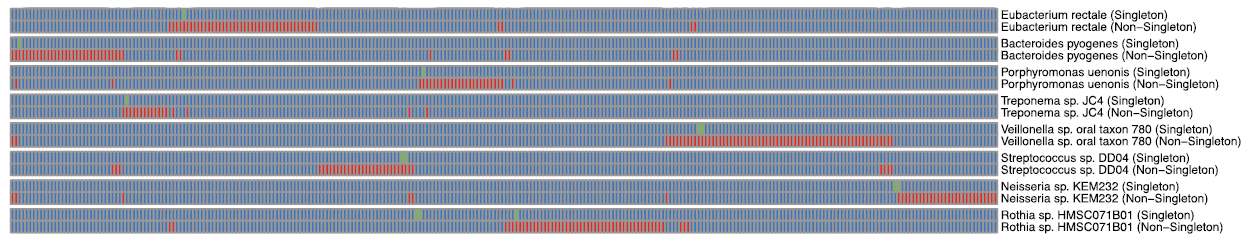 Eubacterium rectale (Singleton)
Eubacterium rectale (Non−Singleton)
Bacteroides pyogenes (Singleton)
Bacteroides pyogenes (Non−Singleton)
Porphyromonas uenonis (Singleton)
Porphyromonas uenonis (Non−Singleton)
Treponema sp. JC4 (Singleton)
Treponema sp. JC4 (Non−Singleton)
Veillonella sp. oral taxon 780 (Singleton)
Veillonella sp. oral taxon 780 (Non−Singleton)
Streptococcus sp. DD04 (Singleton)
Streptococcus sp. DD04 (Non−Singleton)
Neisseria sp. KEM232 (Singleton)
Neisseria sp. KEM232 (Non−Singleton)
Rothia sp. HMSC071B01 (Singleton)
Rothia sp. HMSC071B01 (Non−Singleton)